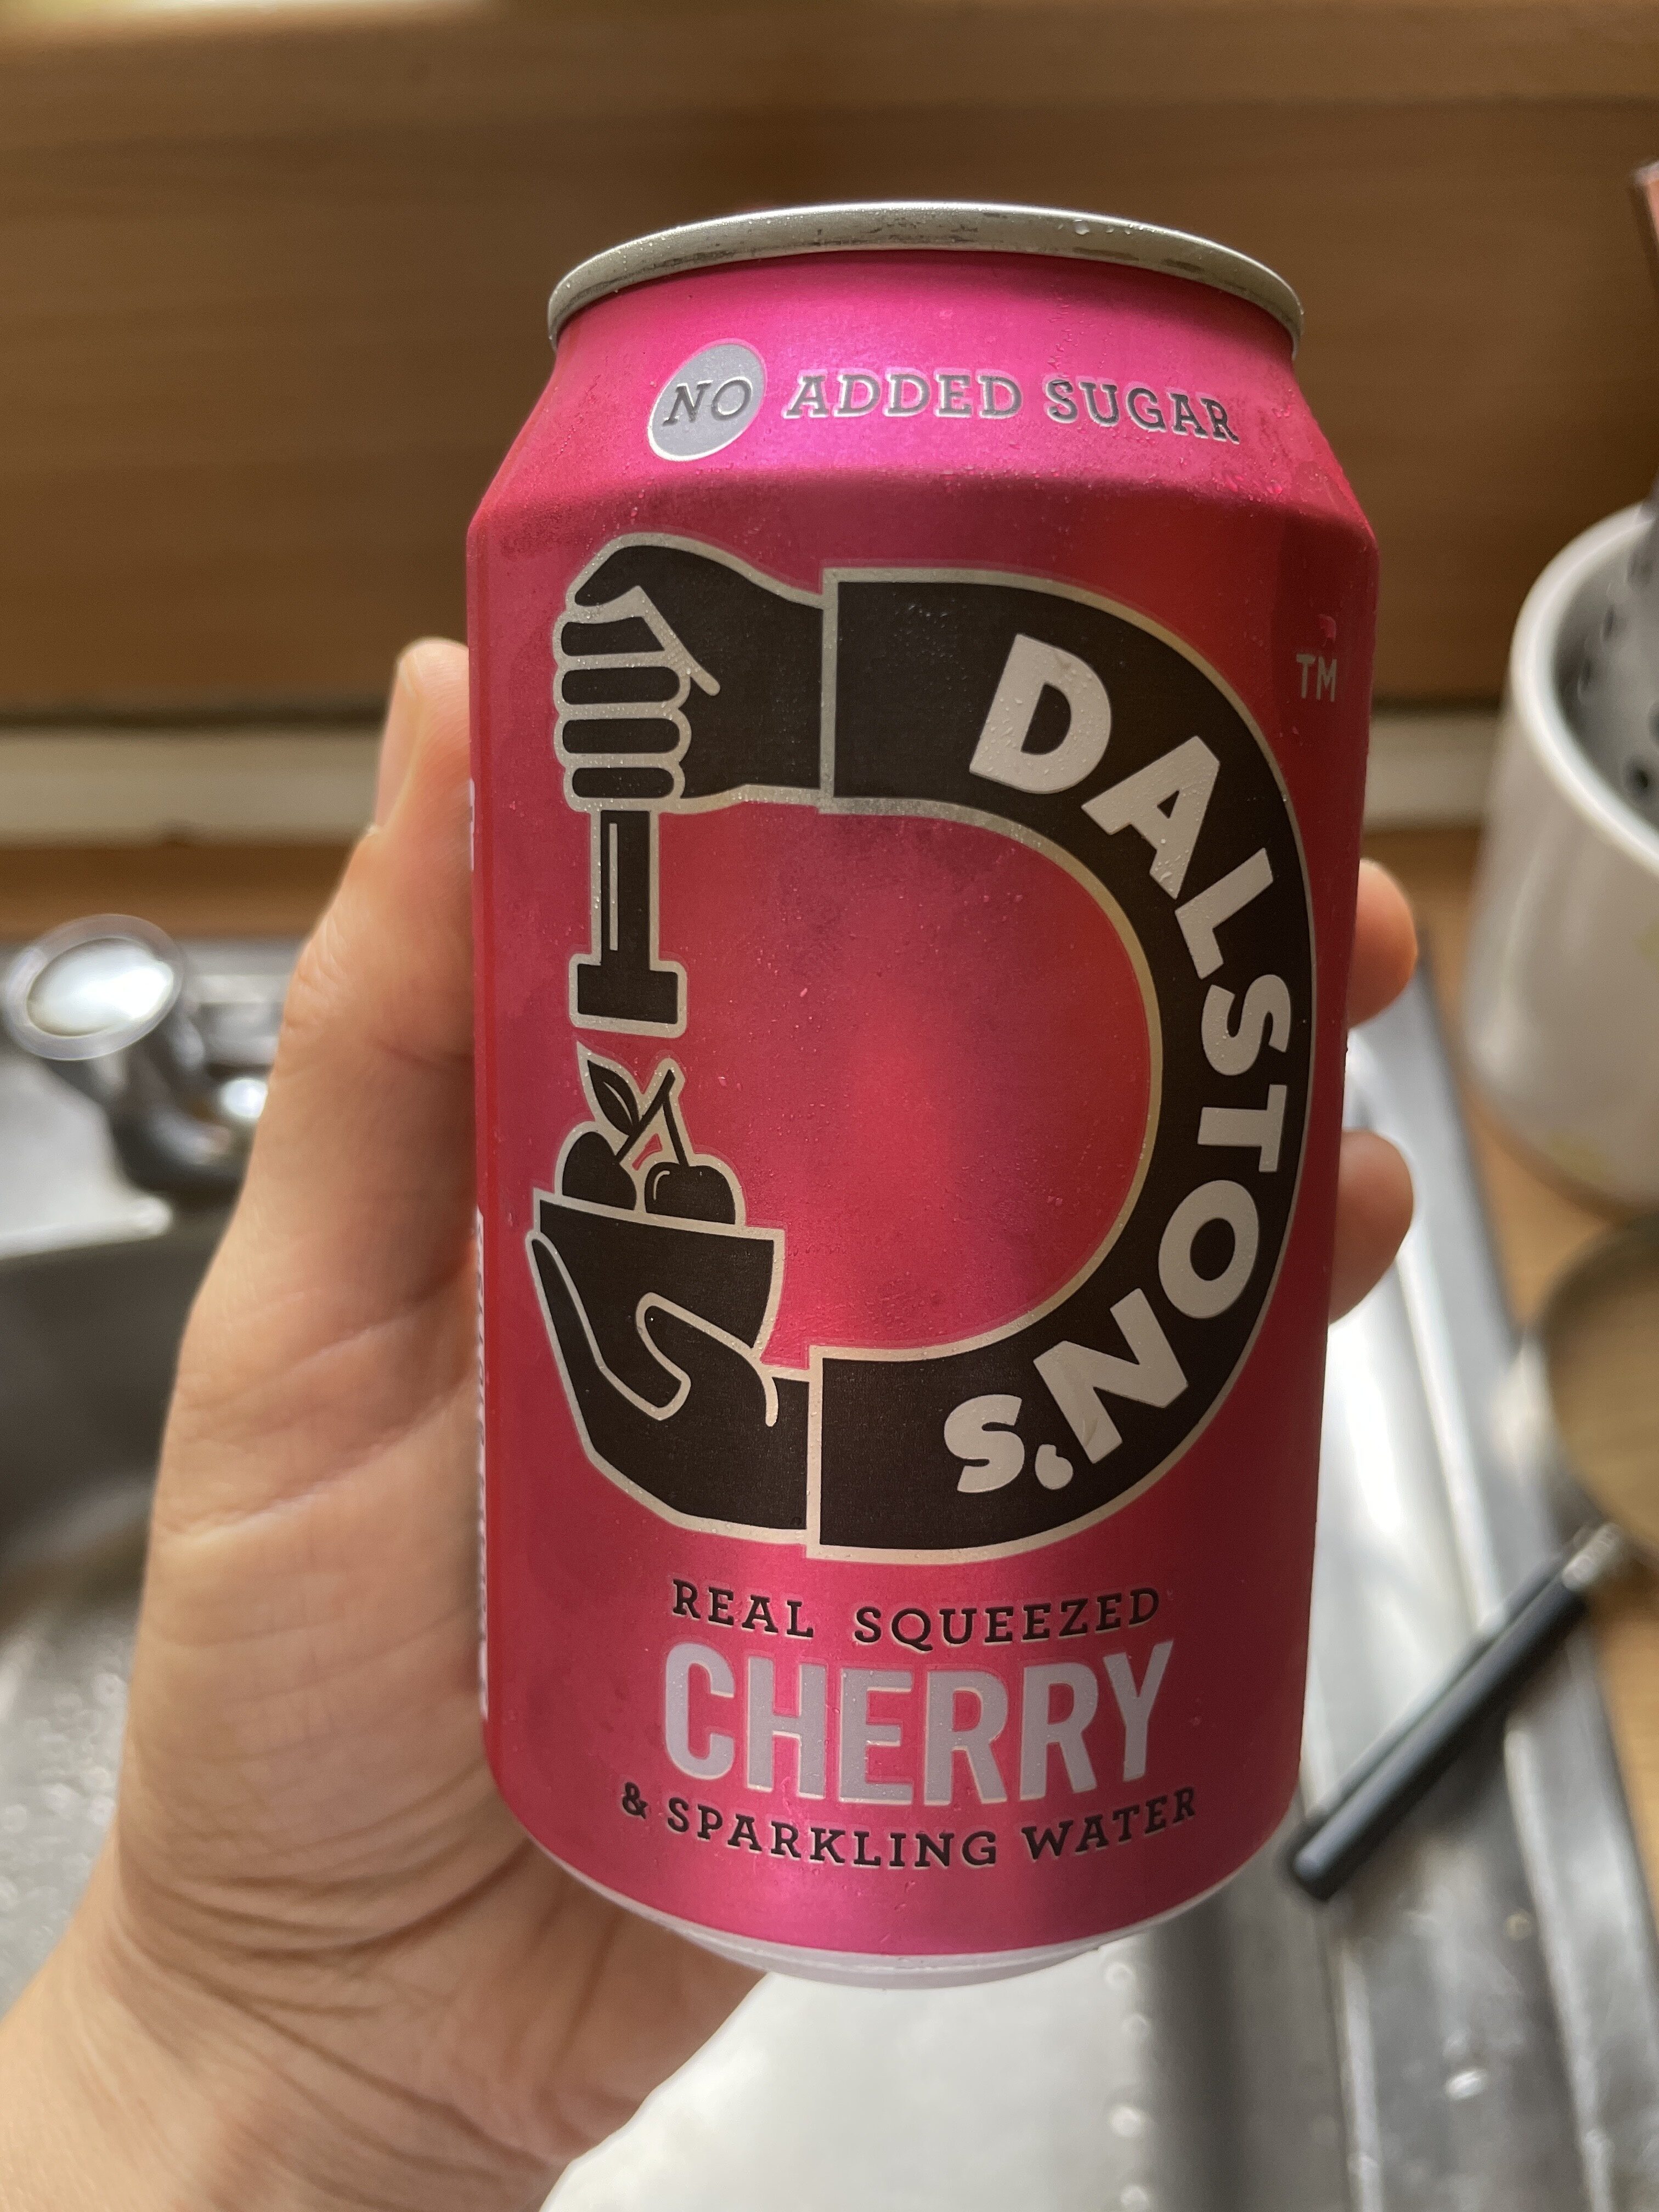 NO ADDED SUGAR
TM
DALSTON'S
REAL SQUEEZED
CHERRY
& SPARKLING WATER